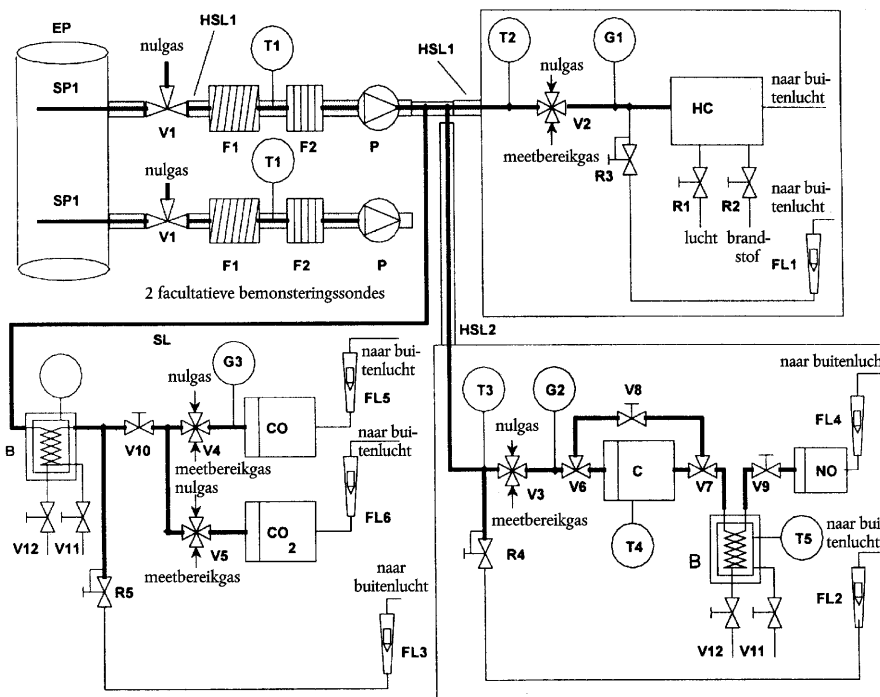 EP
HSL1
nulgas
T1
SP1
V1
F1
F2
P
HSL1
T2
nulgas
G1
V2
meetbereikgas
HC
naar bui-
tenlucht
R3
R1
R2
lucht
brand-
stof
naar bui-
tenlucht
FL1
nulgas
T1
SP1
V1
F1
F2
P
2 facultatieve bemonsteringssondes
SL
HSL2
B
V12
V11
V10
nulgas
G3
V4
meetbereikgas
CO
naar bui-
tenlucht
FL5
nulgas
V5
meetbereikgas
CO
2
naar bui-
tenlucht
FL6
R5
naar
buitenlucht
FL3
T3
nulgas
G2
V3
meetbereikgas
V8
V6
C
V7
T4
V9
NO
naar buitenlucht
FL4
R4
B
T5
V12
V11
naar bui-
tenlucht
FL2